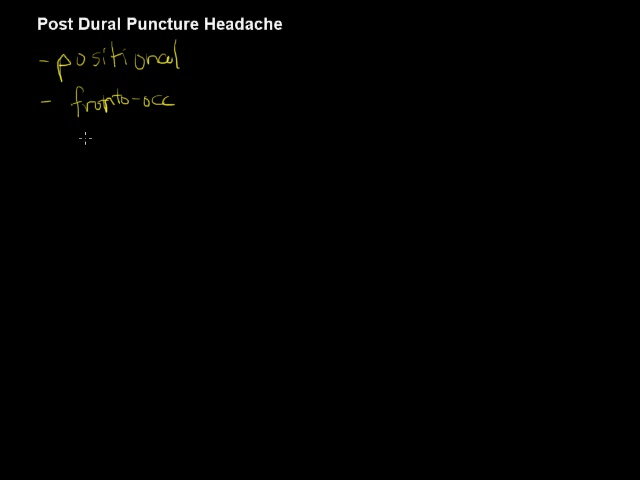 Post Dural Puncture Headache
- positional
- fronto-occ